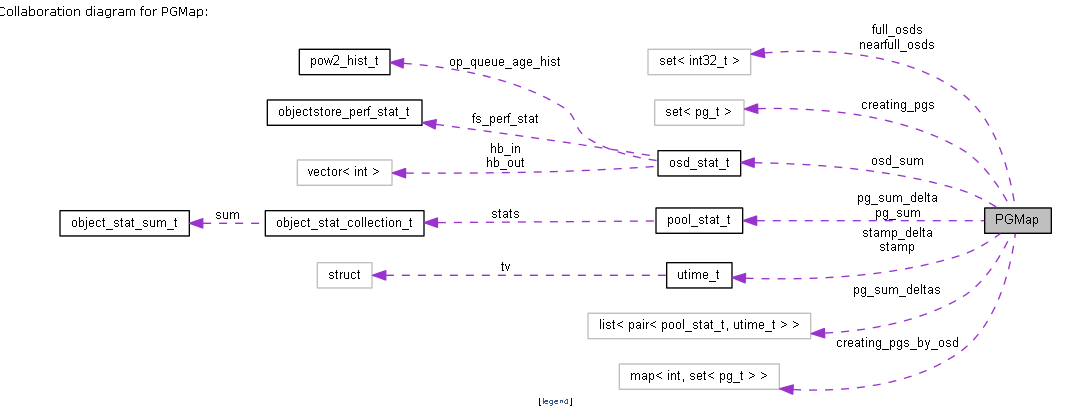 Collaboration diagram for PGMap:
full_osds
nearfull_osds
pow2_hist_t
op_queue_age_hist
set< int32_t >
objectstore_perf_stat_t
fs_perf_stat
set< pg_t >
creating_pgs
hb_in
hb_out
vector< int >
osd_stat_t
osd_sum
pg_sum_delta
pg_sum
object_stat_sum_t
sum
object_stat_collection_t
stats
pool_stat_t
PGMap
stamp_delta
stamp
struct
tv
utime_t
pg_sum_deltas
list< pair< pool_stat_t, utime_t > >
creating_pgs_by_osd
map< int, set< pg_t > >
[legend]